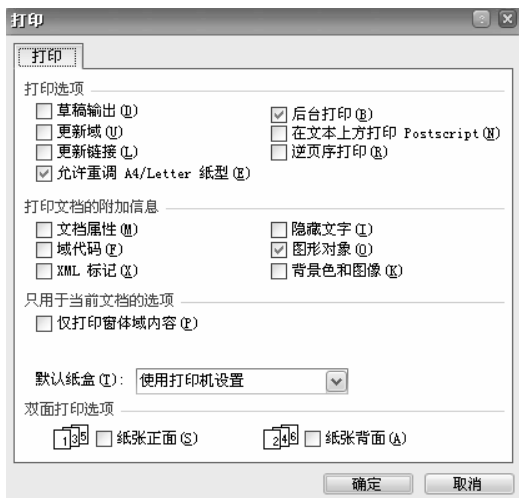 打印
打印
打印选项
草稿输出(D)
后台打印(B)
更新域(U)
在文本上方打印 Postscript(N)
更新链接(L)
逆页序打印(R)
允许重调 A4/Letter 纸型(E)
打印文档的附加信息
文档属性(M)
隐藏文字(I)
域代码(F)
图形对象(O)
XML 标记(X)
背景色和图像(K)
只用于当前文档的选项
仅打印窗体域内容(P)
默认纸盒(T): 使用打印机设置
双面打印选项
1 3 5 纸张正面(S)
2 4 6 纸张背面(A)
确定
取消